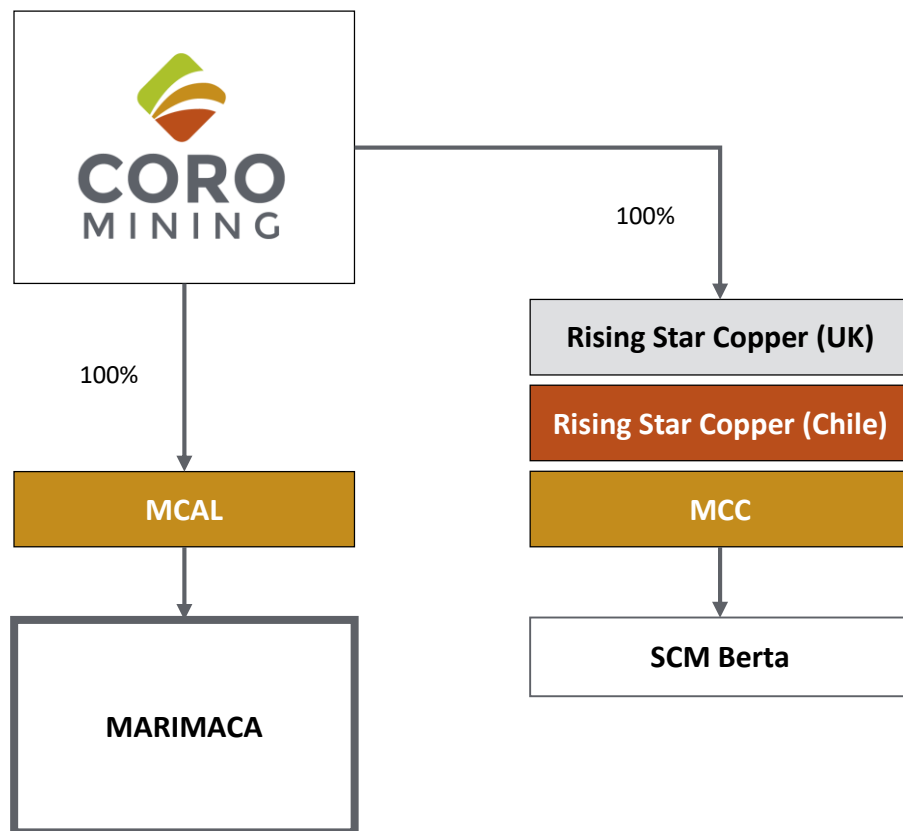 CORO
MINING
100%
100%
Rising Star Copper (UK)
Rising Star Copper (Chile)
MCAL
MCC
SCM Berta
MARIMACA